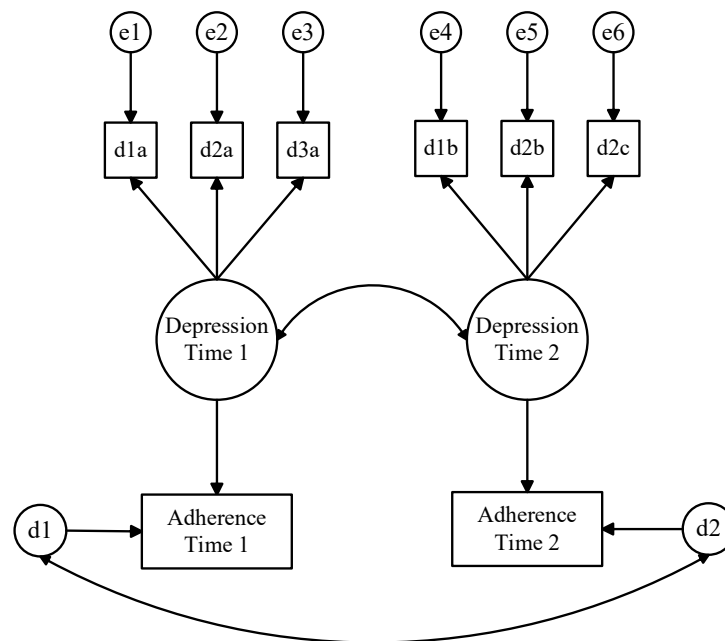 e1
e2
e3
e4
e5
e6
d1a
d2a
d3a
d1b
d2b
d2c
Depression
Time 1
Depression
Time 2
d1
Adherence
Time 1
Adherence
Time 2
d2